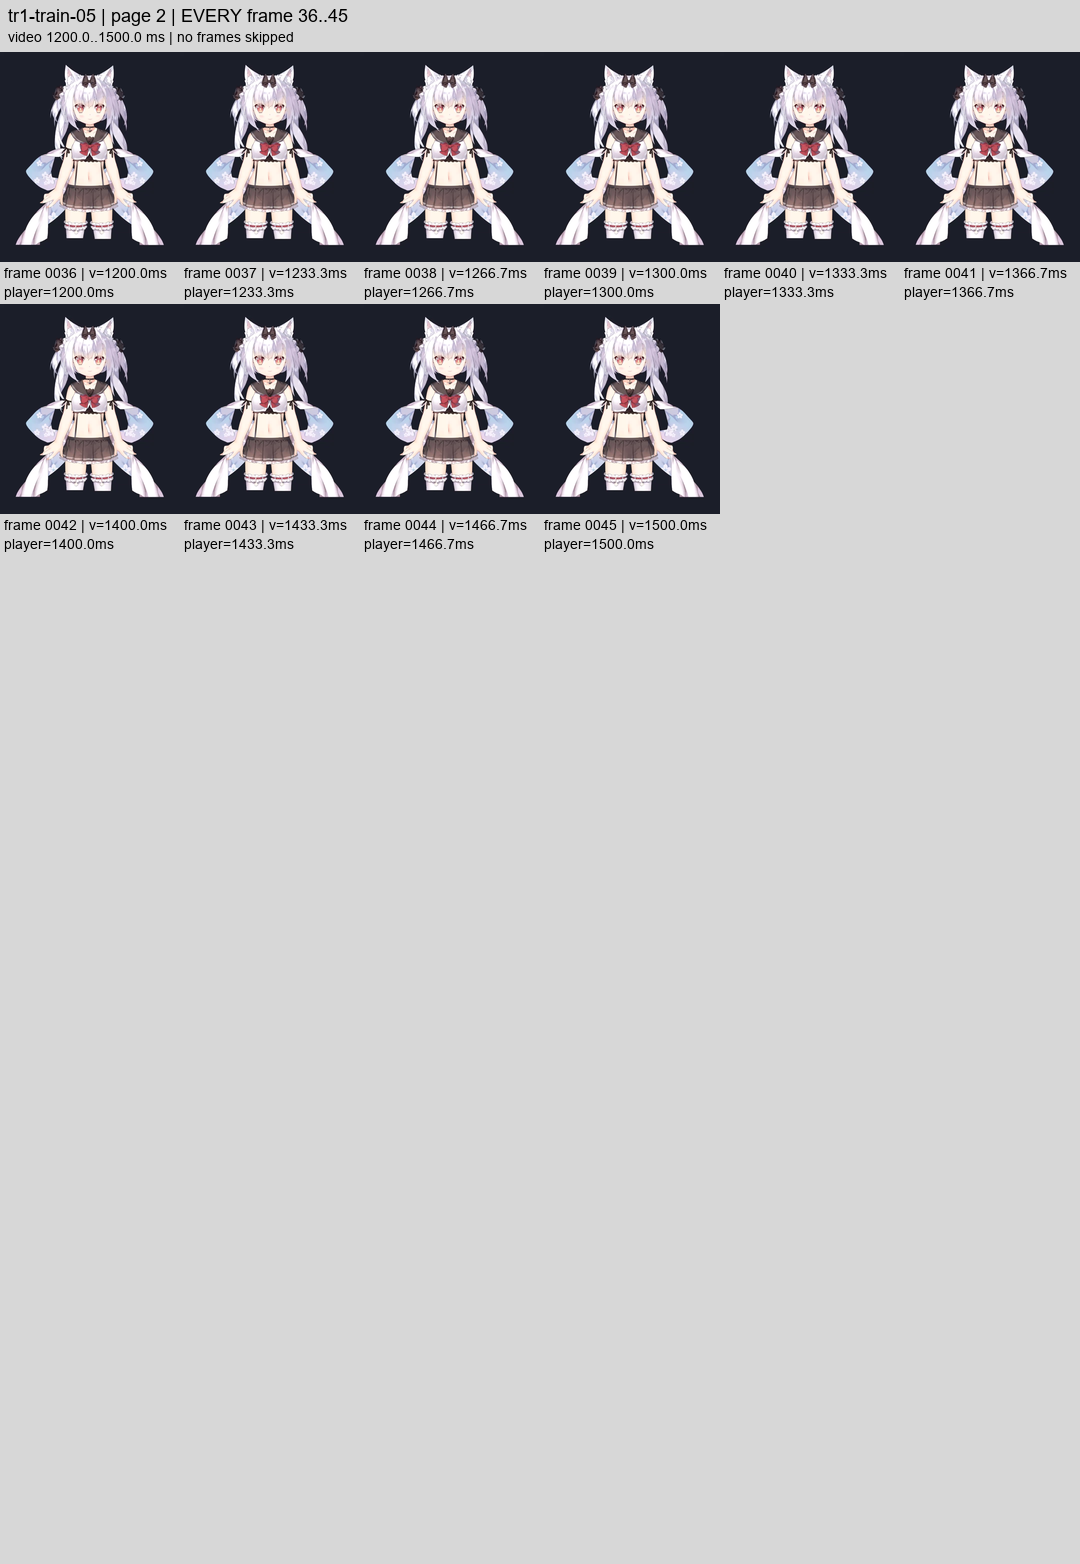 tr1-train-05 | page 2 | EVERY frame 36..45
video 1200.0..1500.0 ms | no frames skipped
frame 0036 | v=1200.0ms
player=1200.0ms
frame 0037 | v=1233.3ms
player=1233.3ms
frame 0038 | v=1266.7ms
player=1266.7ms
frame 0039 | v=1300.0ms
player=1300.0ms
frame 0040 | v=1333.3ms
player=1333.3ms
frame 0041 | v=1366.7ms
player=1366.7ms
frame 0042 | v=1400.0ms
player=1400.0ms
frame 0043 | v=1433.3ms
player=1433.3ms
frame 0044 | v=1466.7ms
player=1466.7ms
frame 0045 | v=1500.0ms
player=1500.0ms